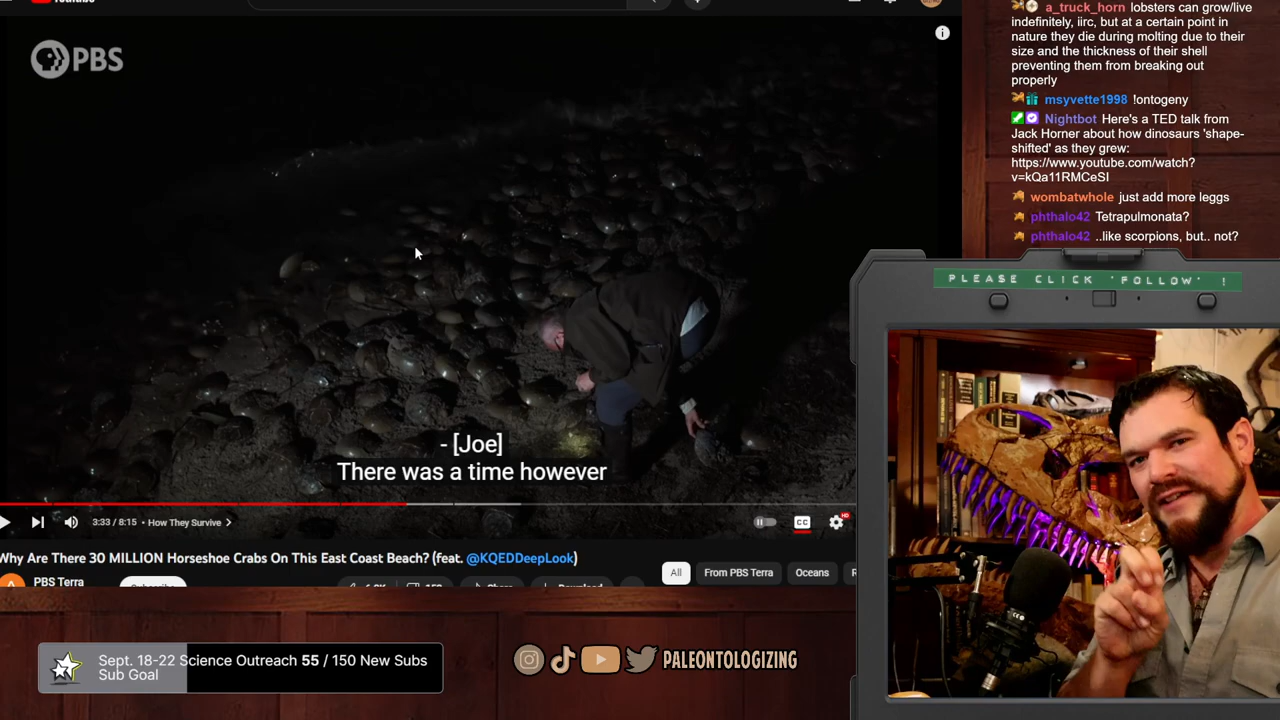 YouTube
PBS
a_truck_horn lobsters can grow/live
indefinitely, iirc, but at a certain point in
nature they die during molting due to their
size and the thickness of their shell
preventing them from breaking out
properly
msyvette1998 !ontogeny
Nightbot Here's a TED talk from
Jack Horner about how dinosaurs 'shape-
shifted' as they grew:
https://www.youtube.com/watch?
v=kQa11RMCeSI
wombatwhole just add more leggs
phthalo42 Tetrapulmonata?
phthalo42 ..like scorpions, but.. not?
PLEASE CLICK 'FOLLOW' !
- [Joe]
There was a time however
3:33 / 8:15 • How They Survive
CC
HD
Why Are There 30 MILLION Horseshoe Crabs On This East Coast Beach? (feat. @KQEDDeepLook)
PBS Terra
Subscribe
Share
Download
All
From PBS Terra
Oceans
Sept. 18-22 Science Outreach 55 / 150 New Subs
Sub Goal
PALEONTOLOGIZING